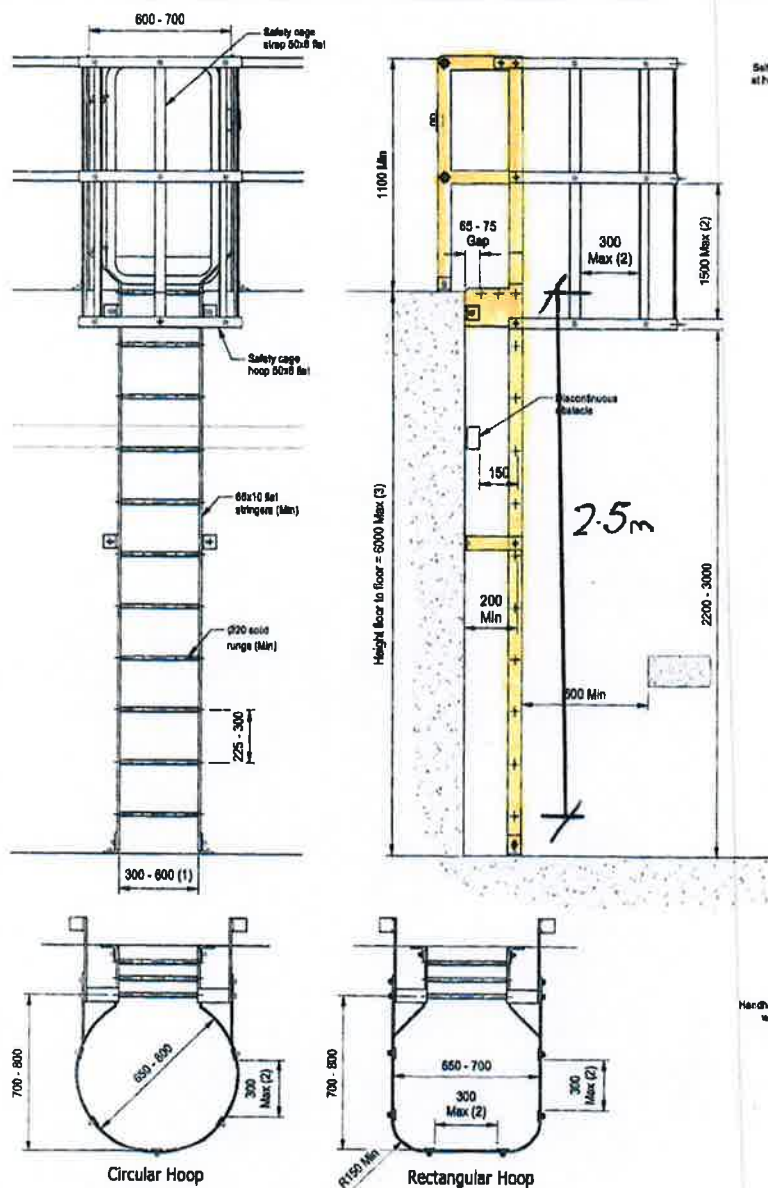 600 - 700
Safety cage
strap 50x8 flat
1100 Min
65 - 75
Gap
300
Max (2)
1500 Max (2)
Safety cage
hoop 50x8 flat
Discontinuous
obstacle
150
65x10 flat
stringers (Min)
2.5m
Height floor to floor = 6000 Max (3)
200
Min
2200 - 3000
Ø20 solid
rungs (Min)
500 Min
225 - 300
300 - 600 (1)
700 - 800
650 - 800
300
Max (2)
Circular Hoop
700 - 800
650 - 700
300
Max (2)
300
Max (2)
R150 Min
Rectangular Hoop
at h
Handh
w